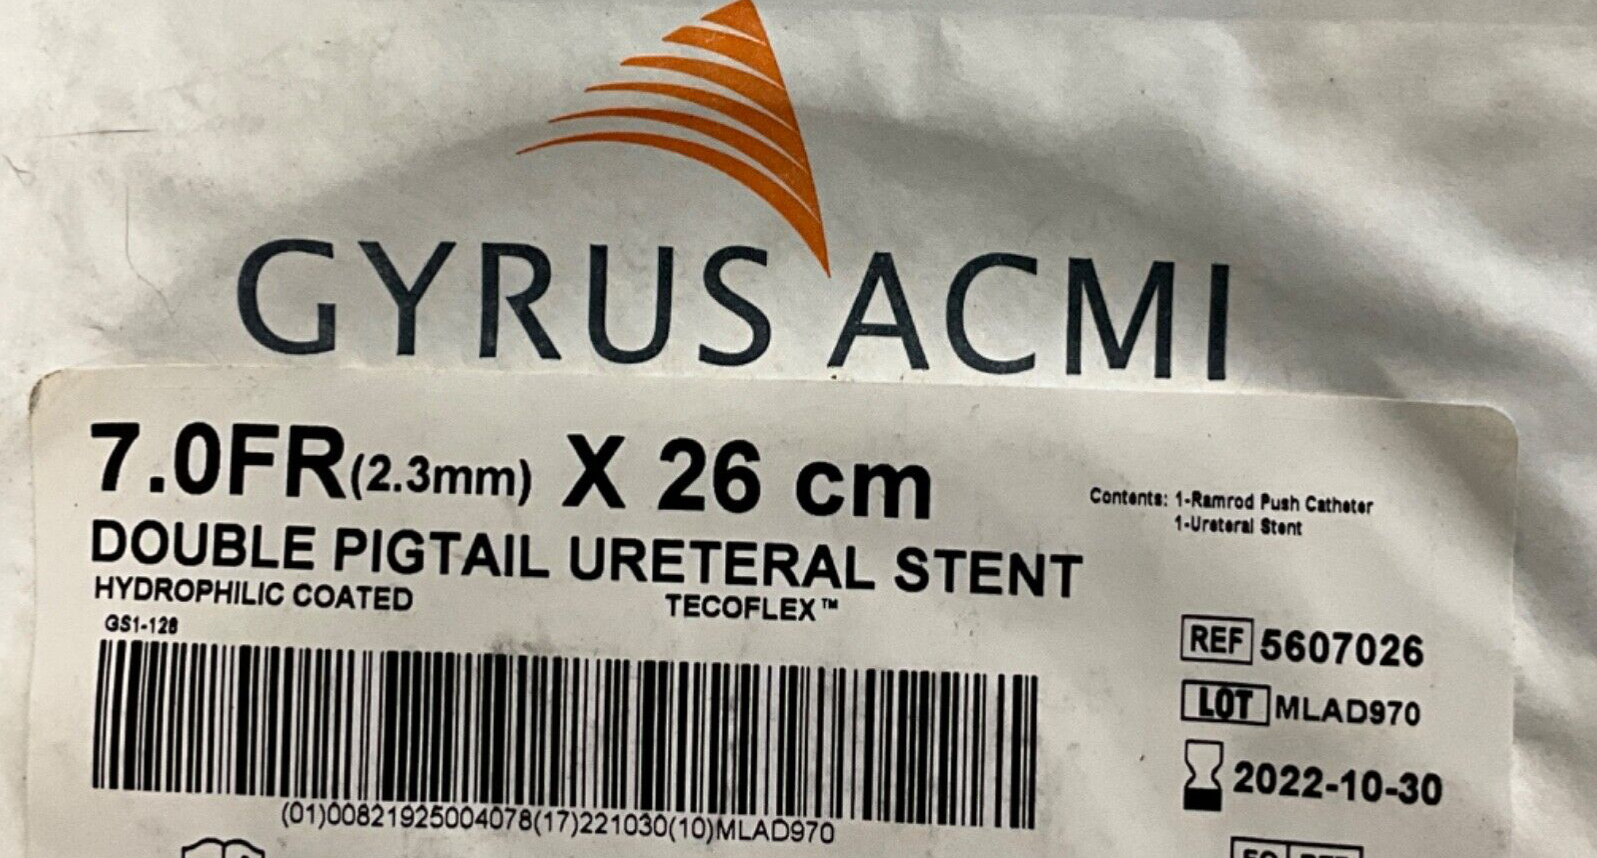 GYRUS ACMI
7.0FR(2.3mm) X 26 cm
Contents: 1-Ramrod Push Catheter
1-Ureteral Stent
DOUBLE PIGTAIL URETERAL STENT
HYDROPHILIC COATED TECOFLEX™
GS1-128
REF 5607026
LOT MLAD970
2022-10-30
(01)00821925004078(17)221030(10)MLAD970